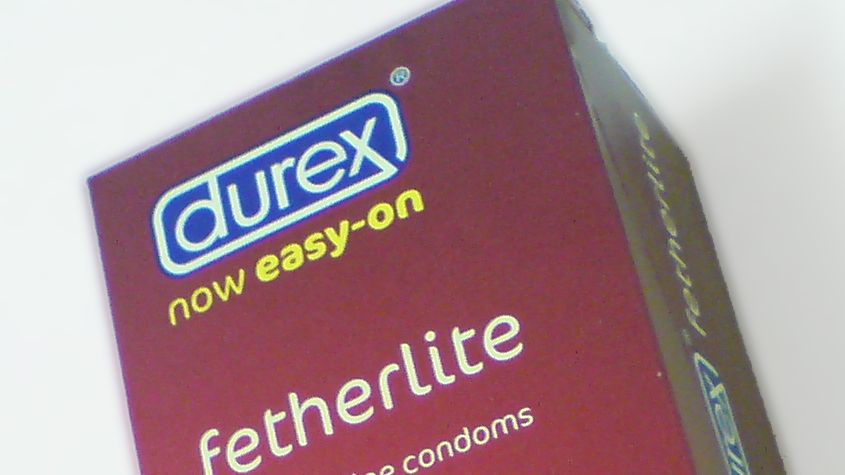 durex®
now easy-on
fetherlite
condoms
fetherlite